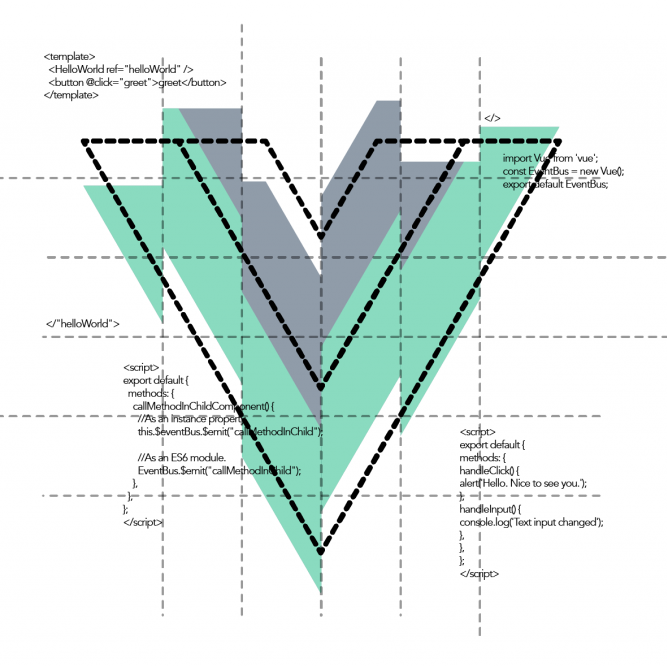 <template>
<HelloWorld ref="helloWorld" />
<button @click="greet">greet</button>
</template>
</>
import Vue from 'vue';
const EventBus = new Vue();
export default EventBus;
</"helloWorld">
<script>
export default {
methods: {
callMethodInChildComponent() {
//As an instance property
this.$eventBus.$emit("callMethodInChild");
//As an ES6 module.
EventBus.$emit("callMethodInChild");
},
},
};
</script>
<script>
export default {
methods: {
handleClick() {
alert('Hello. Nice to see you.');
},
handleInput() {
console.log('Text input changed');
},
},
};
</script>